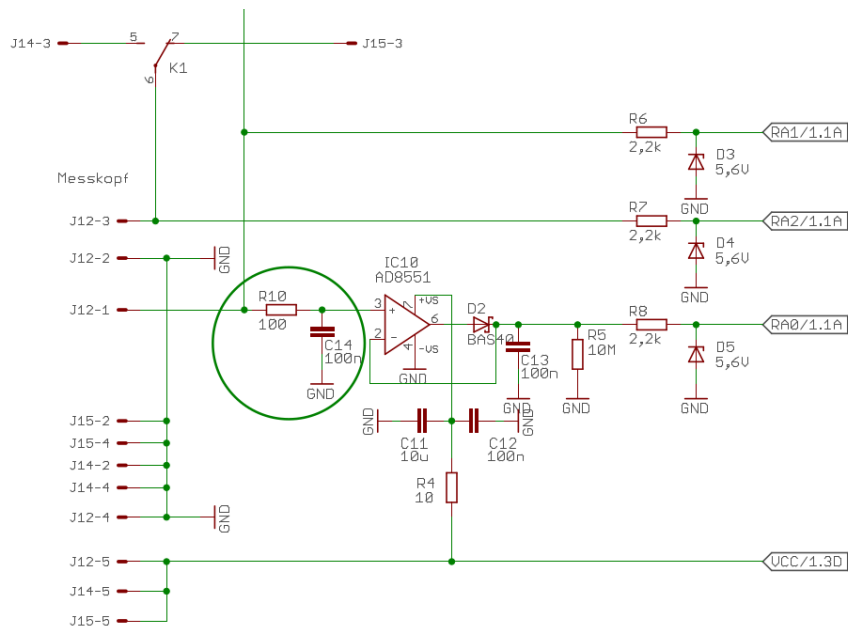 J14-3
5
7
J15-3
6
K1
R6
2,2k
RA1/1.1A
D3
5,6V
GND
Messkopf
J12-3
R7
2,2k
RA2/1.1A
D4
5,6V
GND
J12-2
GND
IC10
AD8551
J12-1
R10
100
C14
100n
GND
3
+
2
-
7
+VS
6
4
-VS
GND
D2
BAS40
C13
100n
GND
R5
10M
GND
R8
2,2k
RA0/1.1A
D5
5,6V
GND
J15-2
J15-4
J14-2
J14-4
J12-4
GND
GND
C11
10u
C12
100n
GND
R4
10
J12-5
VCC/1.3D
J14-5
J15-5